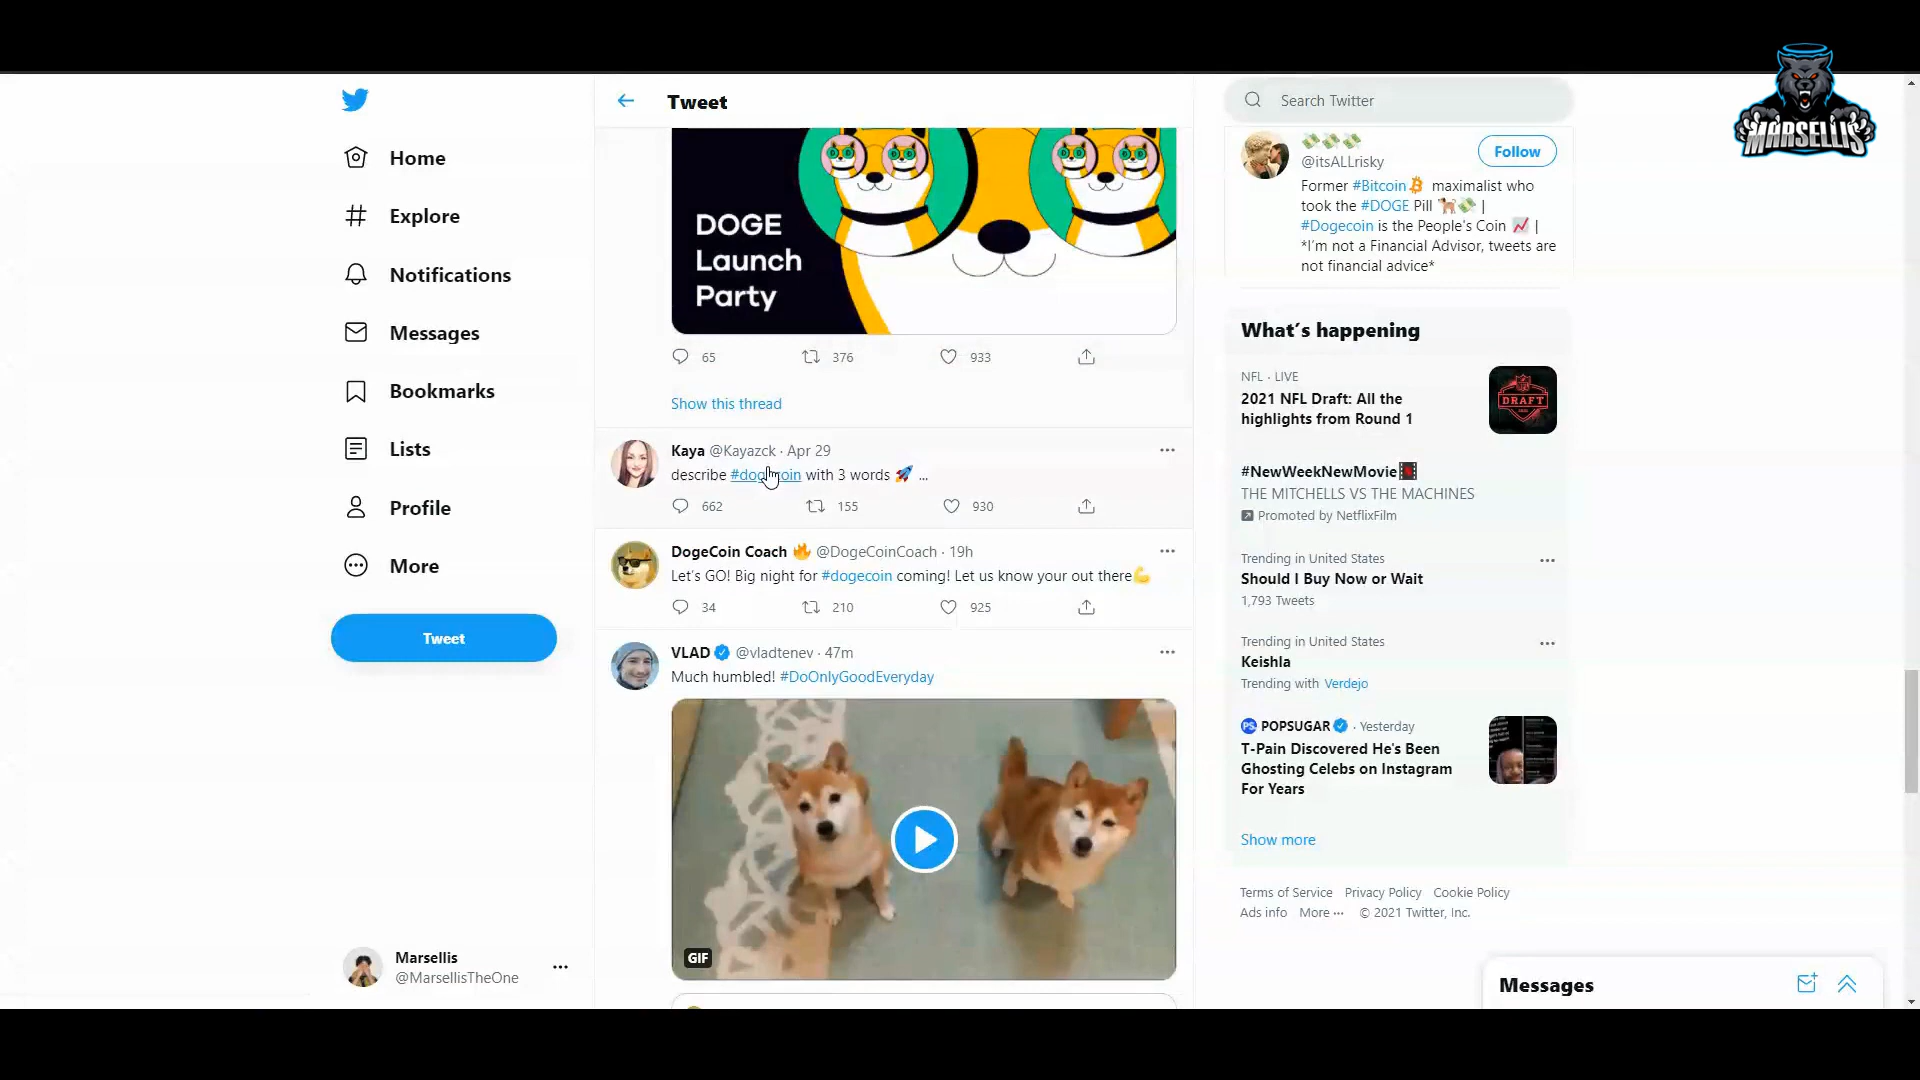 MARSELLIS
Home
Explore
Notifications
Messages
Bookmarks
Lists
Profile
More
Tweet
Marsellis
@MarsellisTheOne
Tweet
DOGE
Launch
Party
65 376 933
Show this thread
Kaya @Kayazck · Apr 29
describe #dogecoin with 3 words 🚀 ...
662 155 930
DogeCoin Coach 🔥 @DogeCoinCoach · 19h
Let's GO! Big night for #dogecoin coming! Let us know your out there💪
34 210 925
VLAD @vladtenev · 47m
Much humbled! #DoOnlyGoodEveryday
GIF
Search Twitter
💸💸💸
@itsALLrisky
Follow
Former #Bitcoin maximalist who
took the #DOGE Pill 🐕💸 |
#Dogecoin is the People's Coin 📈 |
*I'm not a Financial Advisor, tweets are
not financial advice*
What's happening
NFL · LIVE
2021 NFL Draft: All the
highlights from Round 1
DRAFT
#NewWeekNewMovie
THE MITCHELLS VS THE MACHINES
Promoted by NetflixFilm
Trending in United States
Should I Buy Now or Wait
1,793 Tweets
Trending in United States
Keishla
Trending with Verdejo
PS. POPSUGAR · Yesterday
T-Pain Discovered He's Been
Ghosting Celebs on Instagram
For Years
Show more
Terms of Service Privacy Policy Cookie Policy
Ads info More ··· © 2021 Twitter, Inc.
Messages